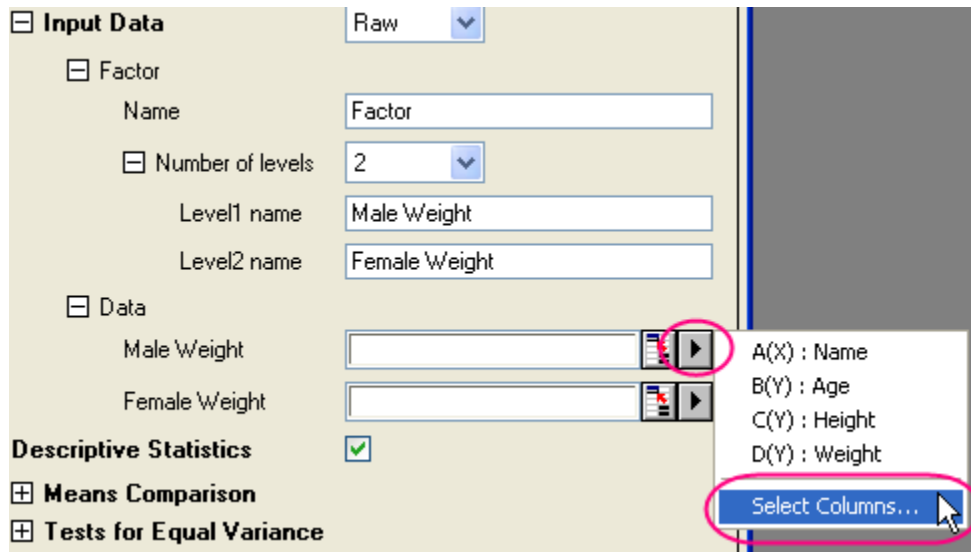 Input Data Raw
Factor
Name Factor
Number of levels 2
Level1 name Male Weight
Level2 name Female Weight
Data
Male Weight
Female Weight
Descriptive Statistics
Means Comparison
Tests for Equal Variance
A(X) : Name
B(Y) : Age
C(Y) : Height
D(Y) : Weight
Select Columns...